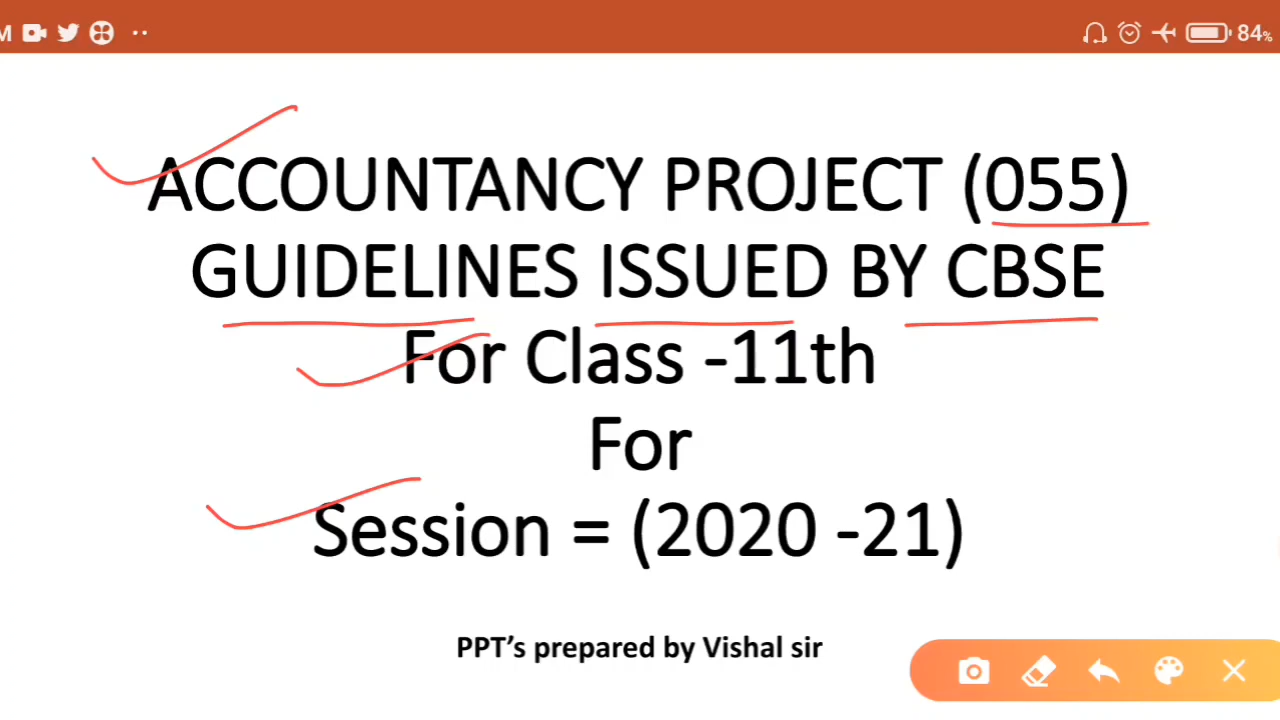 M
84%
ACCOUNTANCY PROJECT (055)
GUIDELINES ISSUED BY CBSE
For Class -11th
For
Session = (2020 -21)
PPT’s prepared by Vishal sir